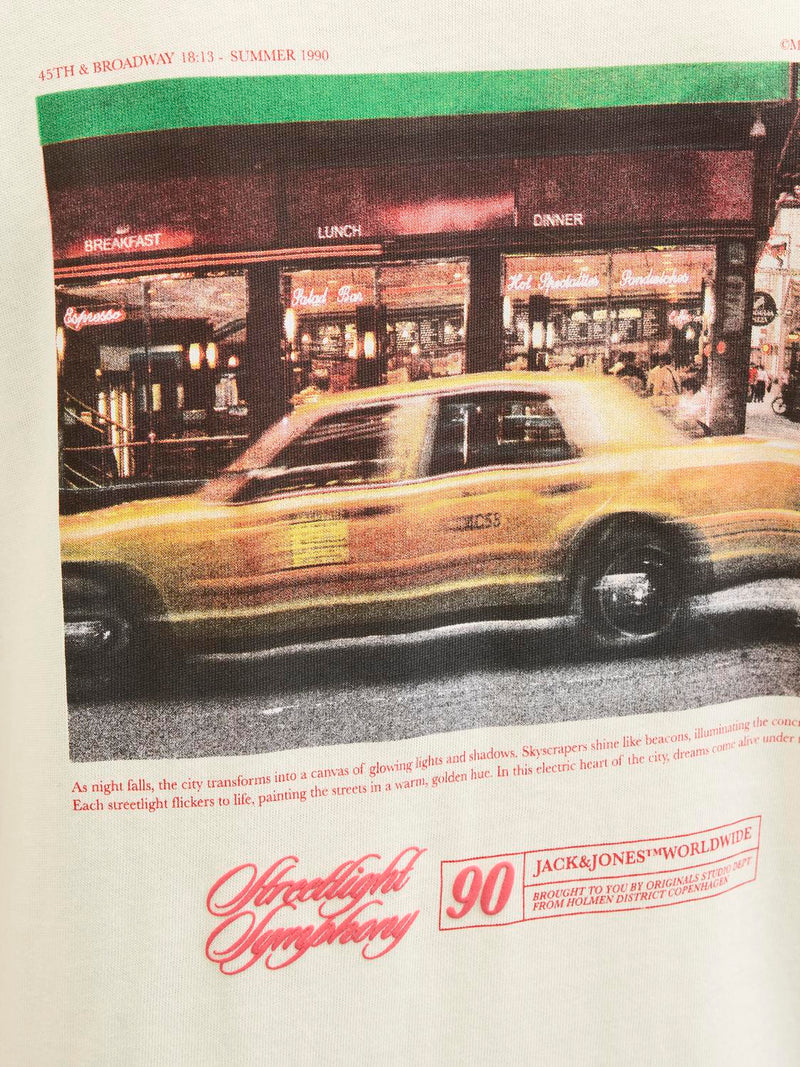 45TH & BROADWAY 18:13 - SUMMER 1990
©M
BREAKFAST
LUNCH
DINNER
Espresso
Salad Bar
Hot Specialties
Sandwiches
As night falls, the city transforms into a canvas of glowing lights and shadows. Skyscrapers shine like beacons, illuminating the conc
Each streetlight flickers to life, painting the streets in a warm, golden hue. In this electric heart of the city, dreams come alive under
Streetlight
Symphony
90
JACK&JONES™WORLDWIDE
BROUGHT TO YOU BY ORIGINALS STUDIO DEPT
FROM HOLMEN DISTRICT COPENHAGEN